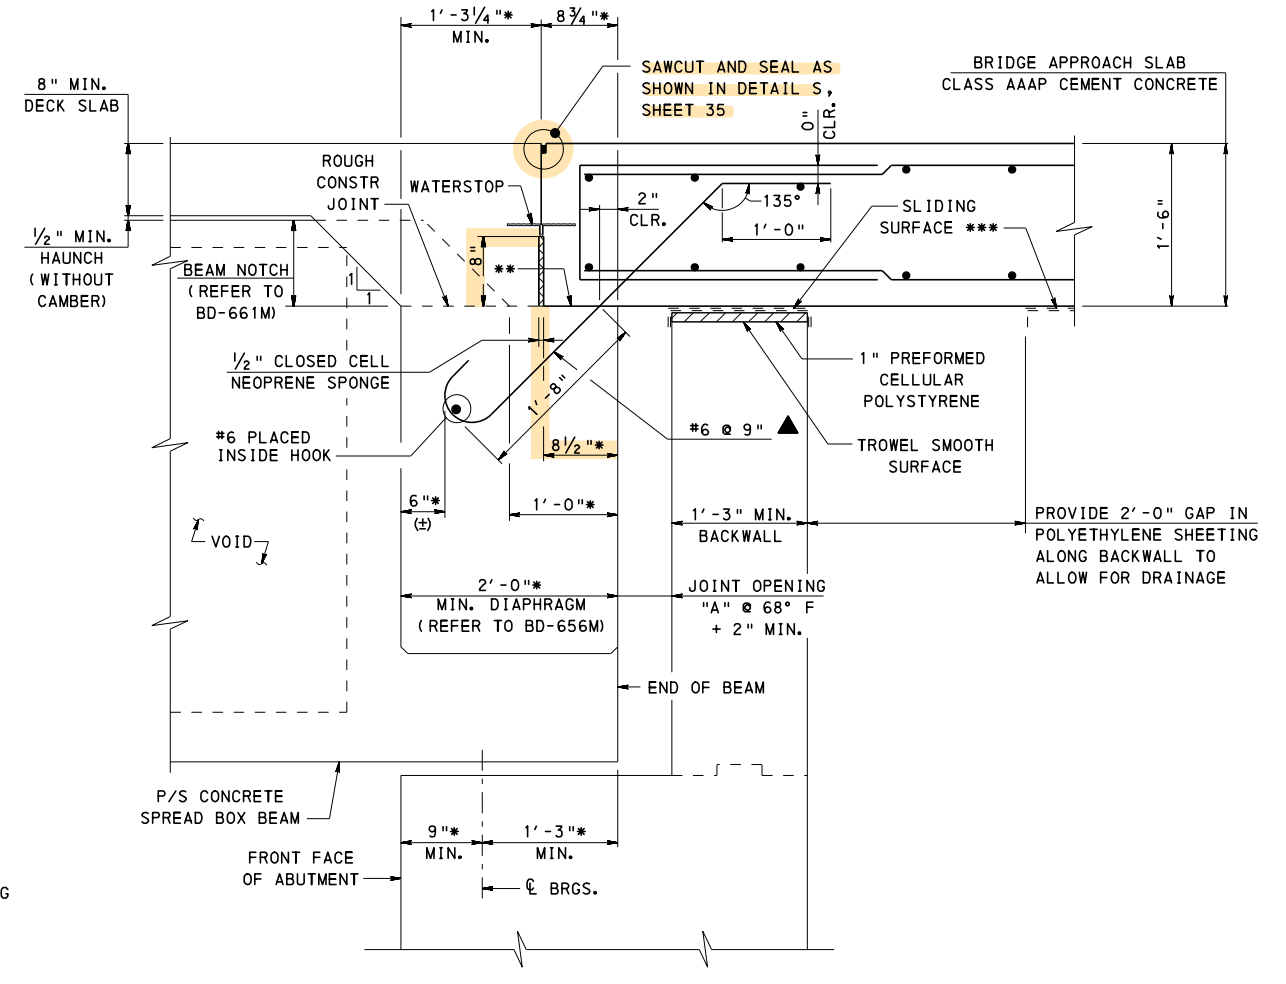 1'-3 1/4"* MIN.
8 3/4"*
SAWCUT AND SEAL AS
SHOWN IN DETAIL S,
SHEET 35
BRIDGE APPROACH SLAB
CLASS AAAP CEMENT CONCRETE
8" MIN.
DECK SLAB
0" CLR.
ROUGH
CONSTR
JOINT
WATERSTOP
2"
CLR.
135°
1'-0"
SLIDING
SURFACE ***
1'-6"
1/2" MIN.
HAUNCH
(WITHOUT
CAMBER)
BEAM NOTCH
(REFER TO
BD-661M)
1
1
8"
**
1/2" CLOSED CELL
NEOPRENE SPONGE
1'-8"
1" PREFORMED
CELLULAR
POLYSTYRENE
#6 @ 9"
TROWEL SMOOTH
SURFACE
#6 PLACED
INSIDE HOOK
8 1/2"*
6"*
(±)
1'-0"*
1'-3" MIN.
BACKWALL
PROVIDE 2'-0" GAP IN
POLYETHYLENE SHEETING
ALONG BACKWALL TO
ALLOW FOR DRAINAGE
VOID
2'-0"*
MIN. DIAPHRAGM
(REFER TO BD-656M)
JOINT OPENING
"A" @ 68° F
+ 2" MIN.
END OF BEAM
P/S CONCRETE
SPREAD BOX BEAM
9"*
MIN.
1'-3"*
MIN.
FRONT FACE
OF ABUTMENT
℄ BRGS.
G